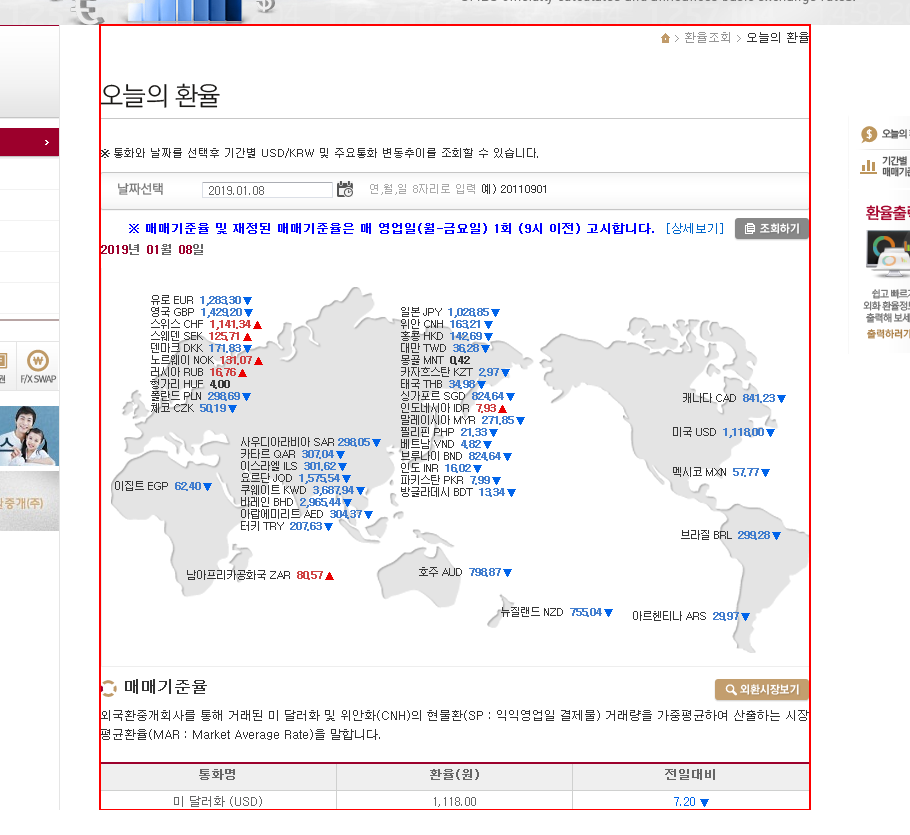 환율조회 > 오늘의 환율
오늘의 환율
※ 통화와 날짜를 선택후 기간별 USD/KRW 및 주요통화 변동추이를 조회할 수 있습니다.
날짜선택 2019.01.08 연,월,일 8자리로 입력 예) 20110901
※ 매매기준율 및 재정된 매매기준율은 매 영업일(월-금요일) 1회 (9시 이전) 고시합니다. [상세보기] 조회하기
2019년 01월 08일
유로 EUR 1,283,30▼
영국 GBP 1,429,20▼
스위스 CHF 1,141,34▲
스웨덴 SEK 125,71▲
덴마크 DKK 171,83▼
노르웨이 NOK 131,07▲
러시아 RUB 16,76▲
헝가리 HUF 4,00
폴란드 PLN 298,69▼
체코 CZK 50,19▼
사우디아라비아 SAR 298,05▼
카타르 QAR 307,04▼
이스라엘 ILS 301,62▼
요르단 JOD 1,575,54▼
쿠웨이트 KWD 3,687,94▼
바레인 BHD 2,965,44▼
아랍에미리트 AED 304,37▼
터키 TRY 207,63▼
이집트 EGP 62,40▼
남아프리카공화국 ZAR 80,57▲
일본 JPY 1,028,85▼
위안 CNH 163,21▼
홍콩 HKD 142,69▼
대만 TWD 36,28▼
몽골 MNT 0,42
카자흐스탄 KZT 2,97▼
태국 THB 34,98▼
싱가포르 SGD 824,64▼
인도네시아 IDR 7,93▲
말레이시아 MYR 271,85▼
필리핀 PHP 21,33▼
베트남 VND 4,82▼
브루나이 BND 824,64▼
인도 INR 16,02▼
파키스탄 PKR 7,99▼
방글라데시 BDT 13,34▼
호주 AUD 798,87▼
뉴질랜드 NZD 755,04▼
캐나다 CAD 841,23▼
미국 USD 1,118,00▼
멕시코 MXN 57,77▼
브라질 BRL 299,28▼
아르헨티나 ARS 29,97▼
매매기준율 외환시장보기
외국환중개회사를 통해 거래된 미 달러화 및 위안화(CNH)의 현물환(SP : 익익영업일 결제물) 거래량을 가중평균하여 산출하는 시장
평균환율(MAR : Market Average Rate)을 말합니다.
통화명 환율(원) 전일대비
미 달러화 (USD) 1,118.00 7.20 ▼
F/X SWAP
중개(주)
오늘의
기간별
매매기
환율출력
쉽고 빠르
외화 환율정
출력해 보세
출력하러가기